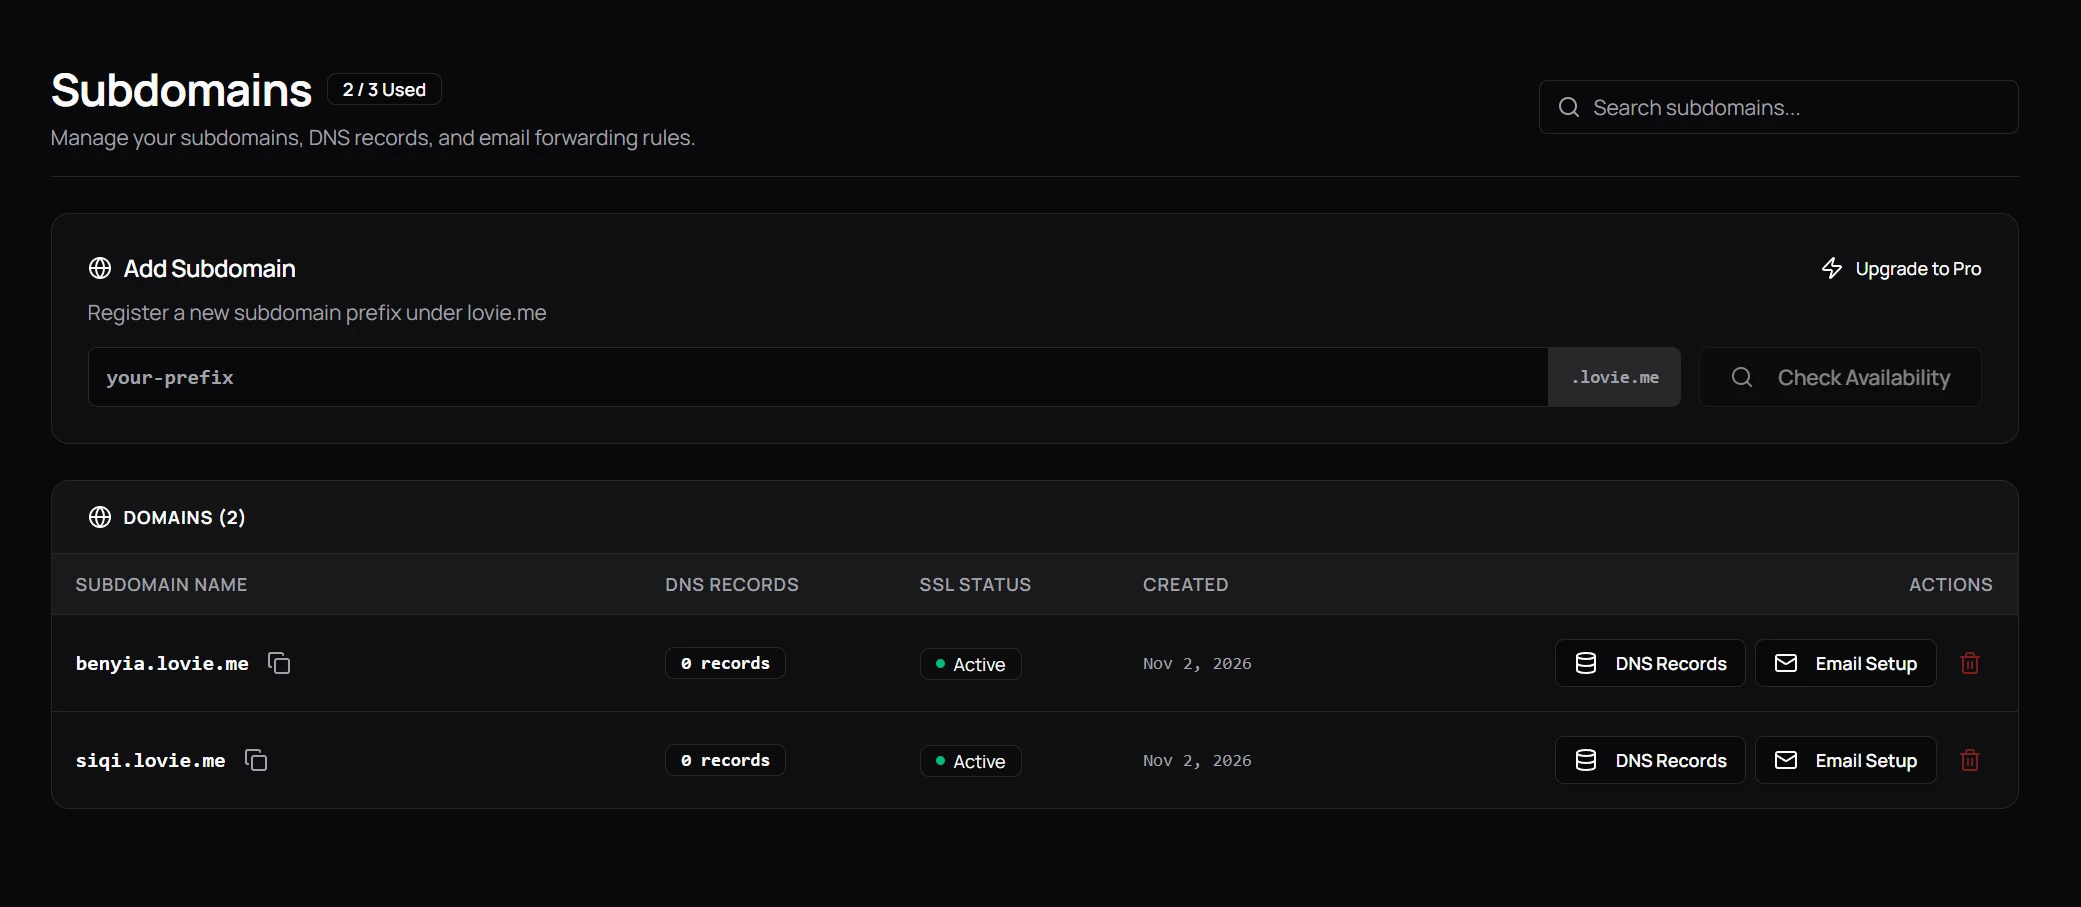 Subdomains 2 / 3 Used
Manage your subdomains, DNS records, and email forwarding rules.
Search subdomains...
Add Subdomain
Upgrade to Pro
Register a new subdomain prefix under lovie.me
your-prefix .lovie.me Check Availability
DOMAINS (2)
SUBDOMAIN NAME DNS RECORDS SSL STATUS CREATED ACTIONS
benyia.lovie.me 0 records Active Nov 2, 2026 DNS Records Email Setup
siqi.lovie.me 0 records Active Nov 2, 2026 DNS Records Email Setup